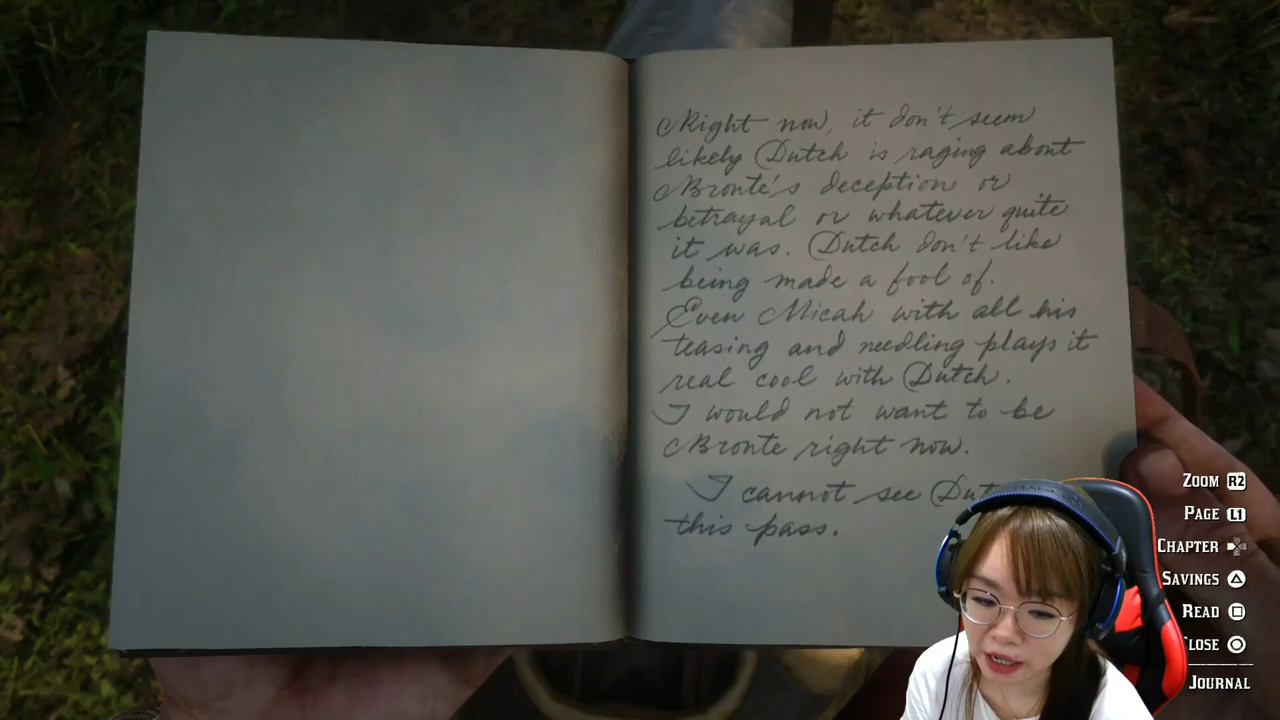 Right now, it don't seem
likely Dutch is raging about
Bronte's deception or
betrayal or whatever quite
it was. Dutch don't like
being made a fool of.
Even Micah with all his
teasing and needling plays it
real cool with Dutch.
I would not want to be
Bronte right now.
I cannot see
this pass.
ZOOM R2
PAGE L1
CHAPTER
SAVINGS
READ
CLOSE
JOURNAL